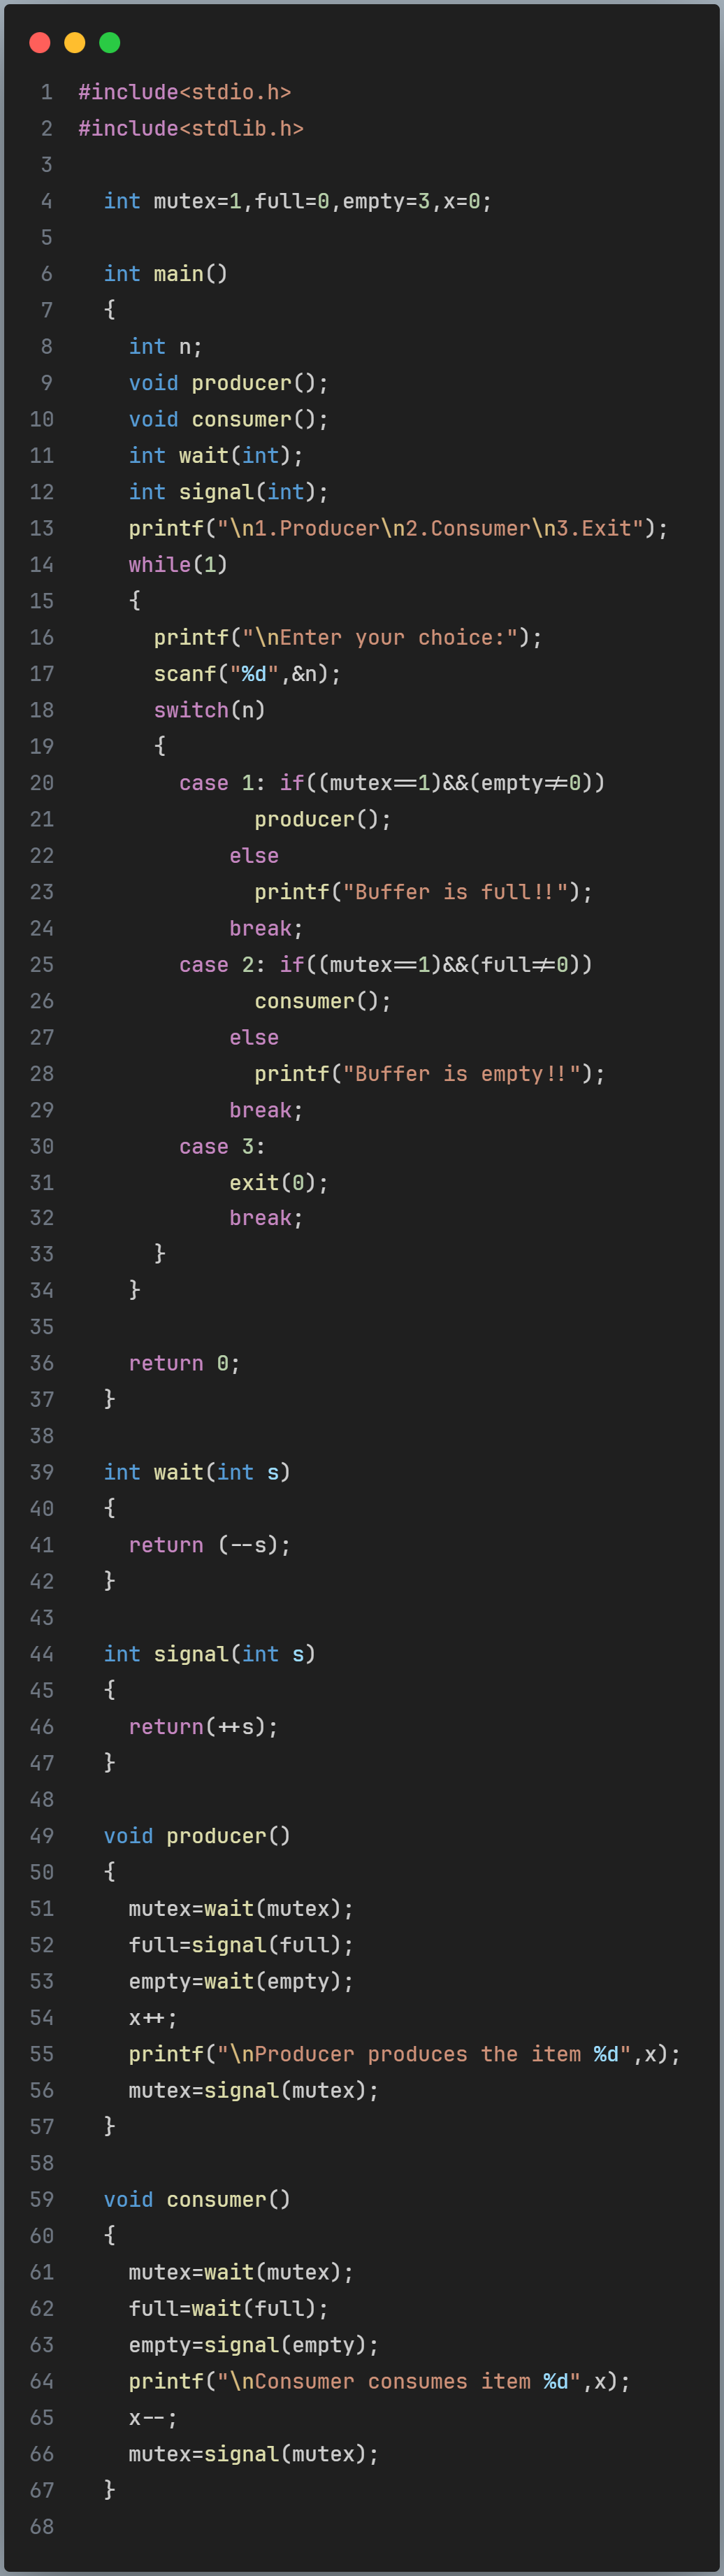 1 #include<stdio.h>
2 #include<stdlib.h>
3
4   int mutex=1,full=0,empty=3,x=0;
5
6   int main()
7   {
8     int n;
9     void producer();
10     void consumer();
11     int wait(int);
12     int signal(int);
13     printf("\n1.Producer\n2.Consumer\n3.Exit");
14     while(1)
15     {
16       printf("\nEnter your choice:");
17       scanf("%d",&n);
18       switch(n)
19       {
20         case 1: if((mutex==1)&&(empty!=0))
21               producer();
22             else
23               printf("Buffer is full!!");
24             break;
25         case 2: if((mutex==1)&&(full!=0))
26               consumer();
27             else
28               printf("Buffer is empty!!");
29             break;
30         case 3:
31             exit(0);
32             break;
33       }
34     }
35
36     return 0;
37   }
38
39   int wait(int s)
40   {
41     return (--s);
42   }
43
44   int signal(int s)
45   {
46     return(++s);
47   }
48
49   void producer()
50   {
51     mutex=wait(mutex);
52     full=signal(full);
53     empty=wait(empty);
54     x++;
55     printf("\nProducer produces the item %d",x);
56     mutex=signal(mutex);
57   }
58
59   void consumer()
60   {
61     mutex=wait(mutex);
62     full=wait(full);
63     empty=signal(empty);
64     printf("\nConsumer consumes item %d",x);
65     x--;
66     mutex=signal(mutex);
67   }
68